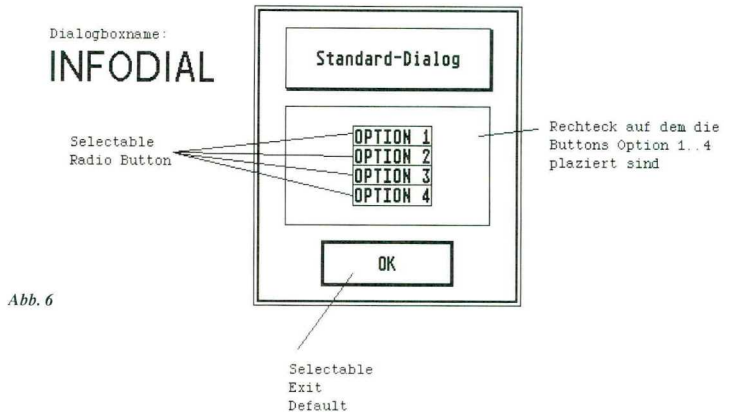 Dialogboxname:
INFODIAL
Standard-Dialog
Selectable
Radio Button
OPTION 1
OPTION 2
OPTION 3
OPTION 4
Rechteck auf dem die
Buttons Option 1..4
plaziert sind
OK
Abb. 6
Selectable
Exit
Default